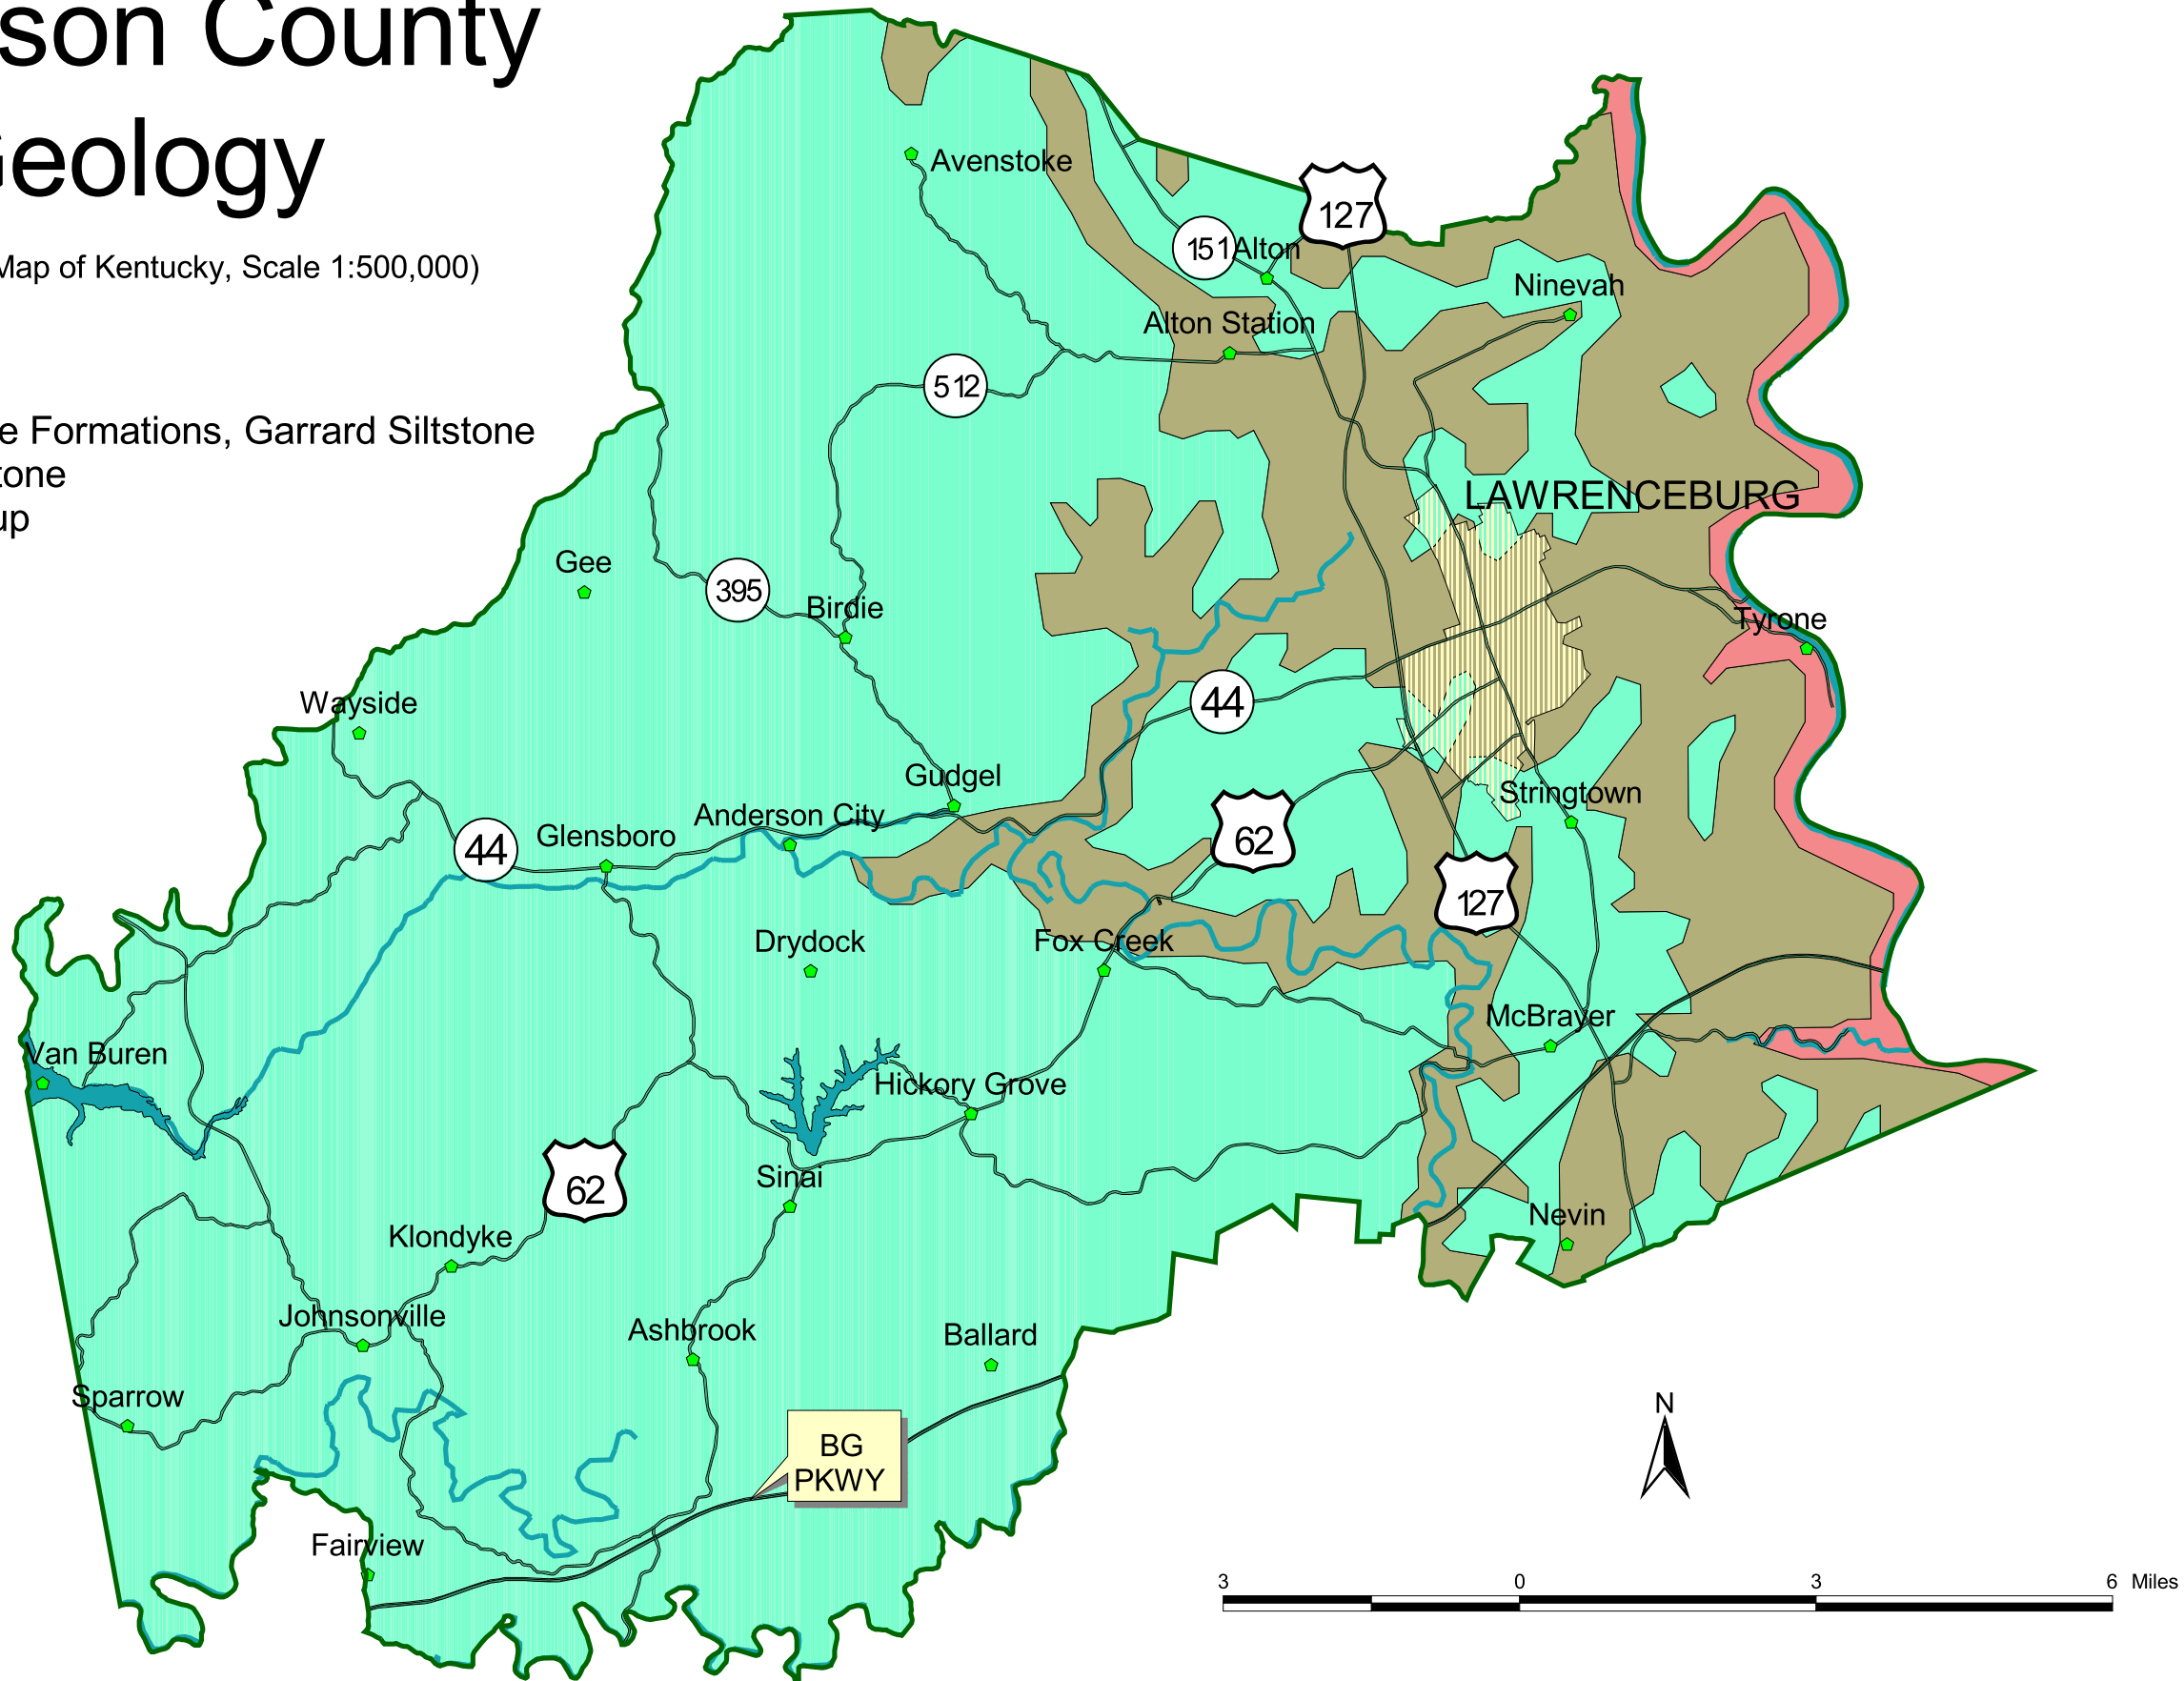 son County
Geology
Map of Kentucky, Scale 1:500,000)
e Formations, Garrard Siltstone
tone
up
Avenstoke
127
151
Alton
Ninevah
Alton Station
512
LAWRENCEBURG
Gee
395
Birdie
Tyrone
Wayside
44
Gudgel
Anderson City
Stringtown
Glensboro
44
62
127
Drydock
Fox Creek
McBrayer
Van Buren
Hickory Grove
Sinai
62
Nevin
Klondyke
Johnsonville
Ashbrook
Ballard
Sparrow
N
BG
PKWY
Fairview
3 0 3 6 Miles